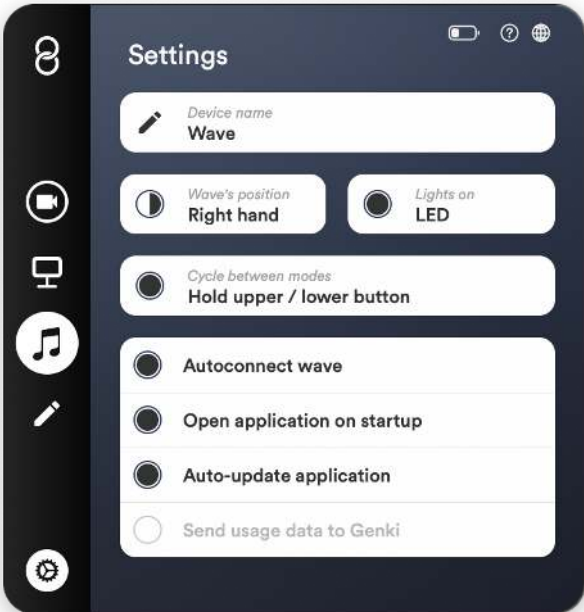 Settings
Device name
Wave
Wave's position
Right hand
Lights on
LED
Cycle between modes
Hold upper / lower button
Autoconnect wave
Open application on startup
Auto-update application
Send usage data to Genki